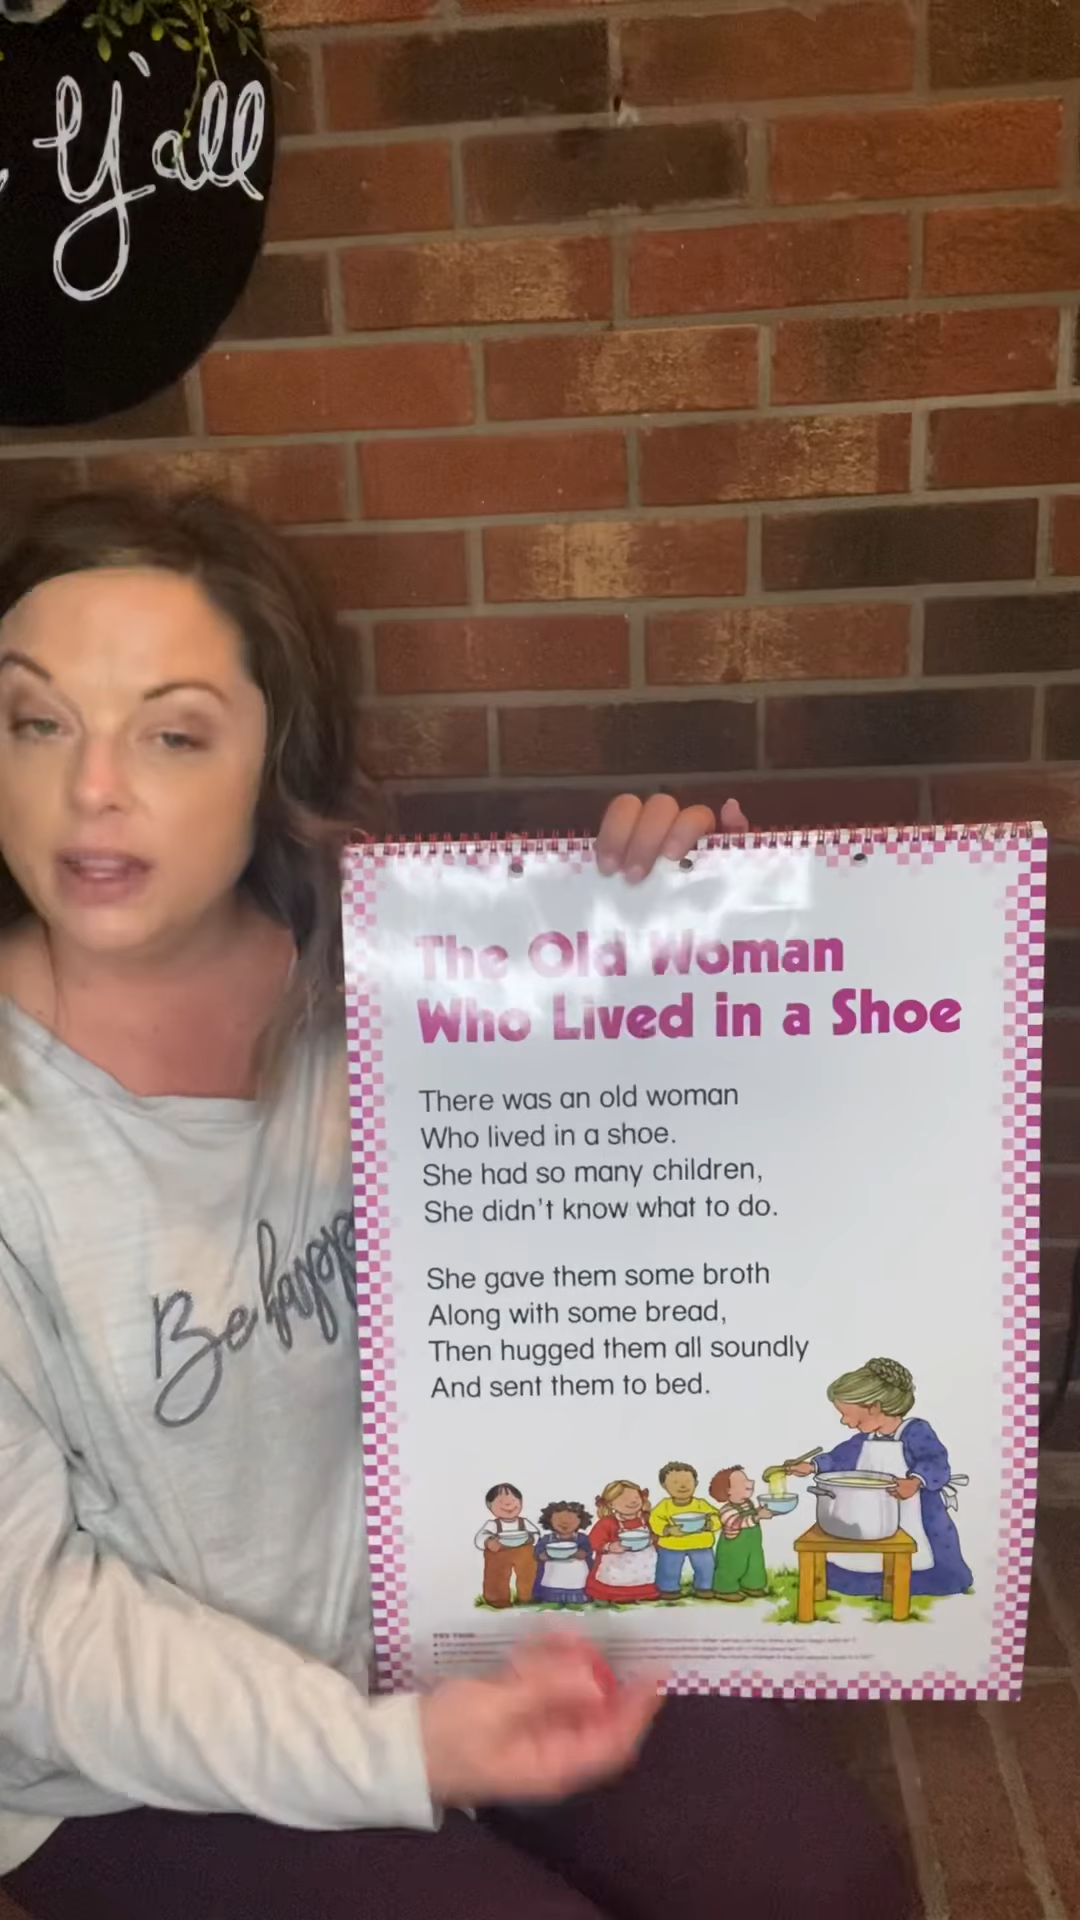 Y'all
The Old Woman
Who Lived in a Shoe
There was an old woman
Who lived in a shoe.
She had so many children,
She didn't know what to do.
She gave them some broth
Along with some bread,
Then hugged them all soundly
And sent them to bed.
Be happy